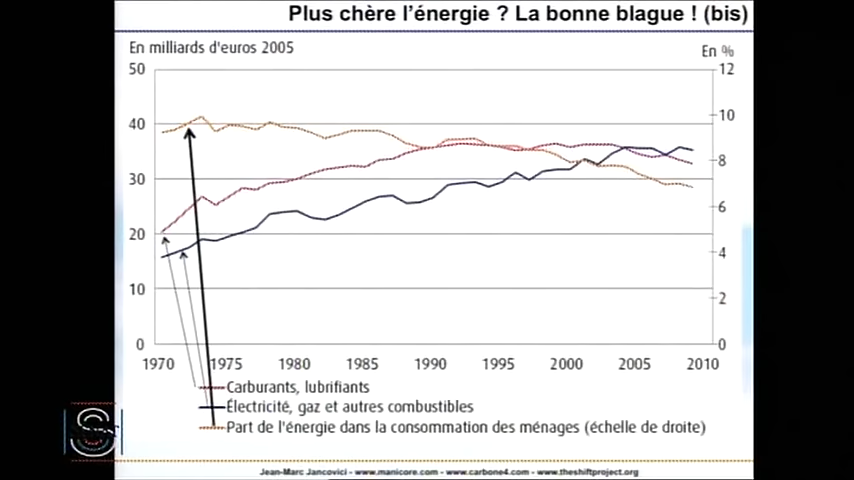 Plus chère l'énergie ? La bonne blague ! (bis)
En milliards d'euros 2005
En %
50
40
30
20
10
0
12
10
8
6
4
2
0
1970 1975 1980 1985 1990 1995 2000 2005 2010
Carburants, lubrifiants
Électricité, gaz et autres combustibles
Part de l'énergie dans la consommation des ménages (échelle de droite)
Jean-Marc Jancovici - www.manicore.com - www.carbone4.com - www.theshiftproject.org